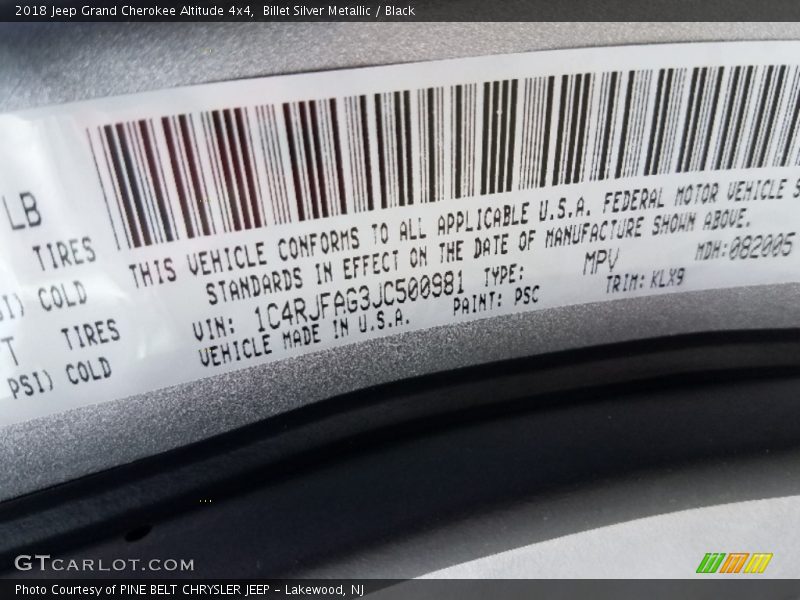 2018 Jeep Grand Cherokee Altitude 4x4,  Billet Silver Metallic / Black
LB
TIRES
SI) COLD
T TIRES
PSI) COLD
THIS VEHICLE CONFORMS TO ALL APPLICABLE U.S.A. FEDERAL MOTOR VEHICLE S
STANDARDS IN EFFECT ON THE DATE OF MANUFACTURE SHOWN ABOVE.
VIN: 1C4RJFAG3JC500981 TYPE: MPV MDH:082005
VEHICLE MADE IN U.S.A. PAINT: PSC TRIM: KLX9
GTCARLOT.COM
Photo Courtesy of PINE BELT CHRYSLER JEEP - Lakewood, NJ